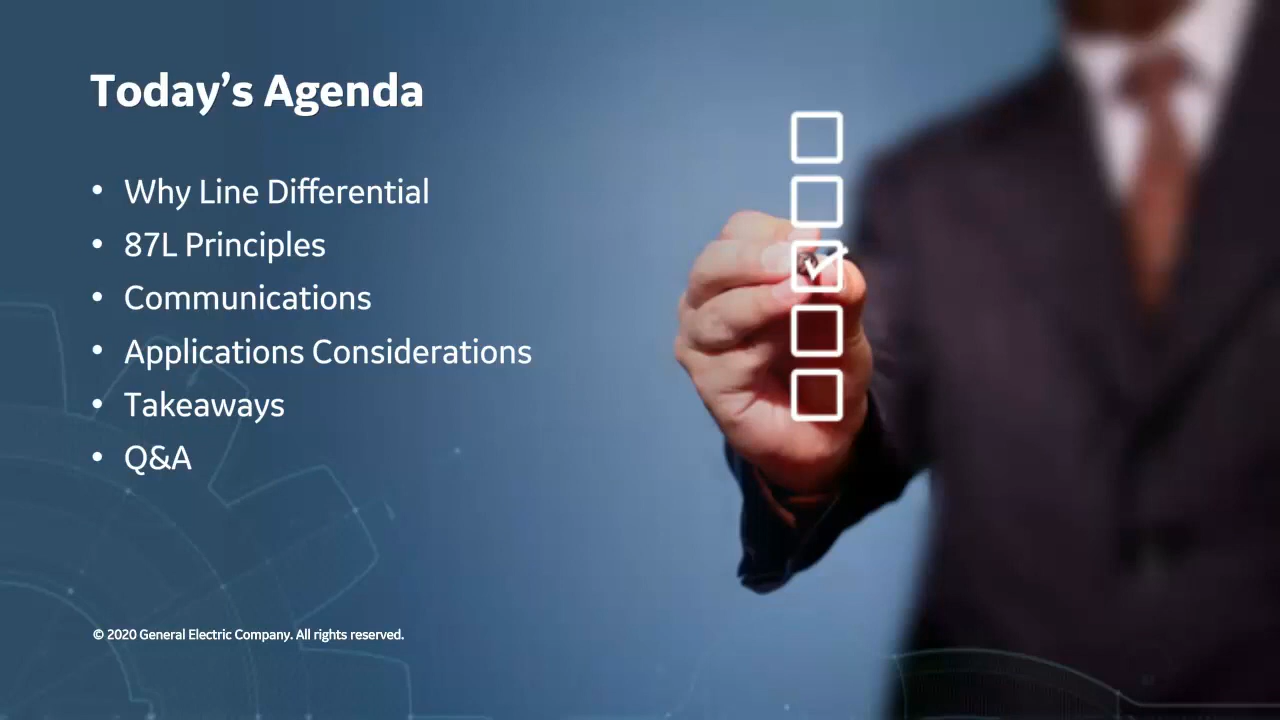 Today’s Agenda
• Why Line Differential
• 87L Principles
• Communications
• Applications Considerations
• Takeaways
• Q&A
© 2020 General Electric Company. All rights reserved.